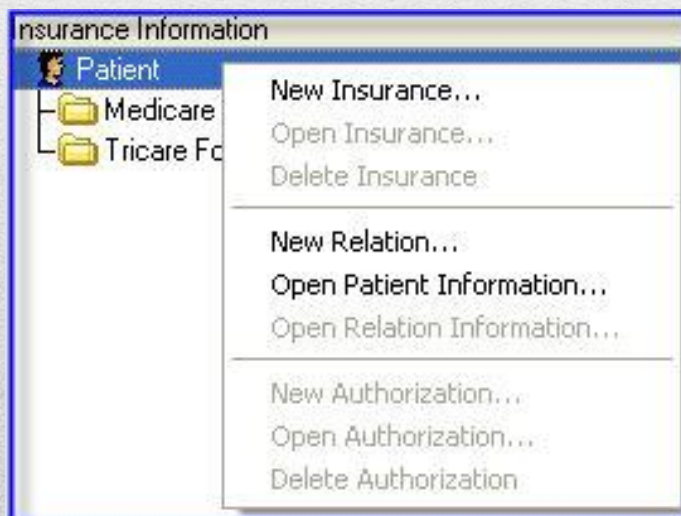 nsurance Information
Patient
Medicare
Tricare Fo
New Insurance...
Open Insurance...
Delete Insurance
New Relation...
Open Patient Information...
Open Relation Information...
New Authorization...
Open Authorization...
Delete Authorization